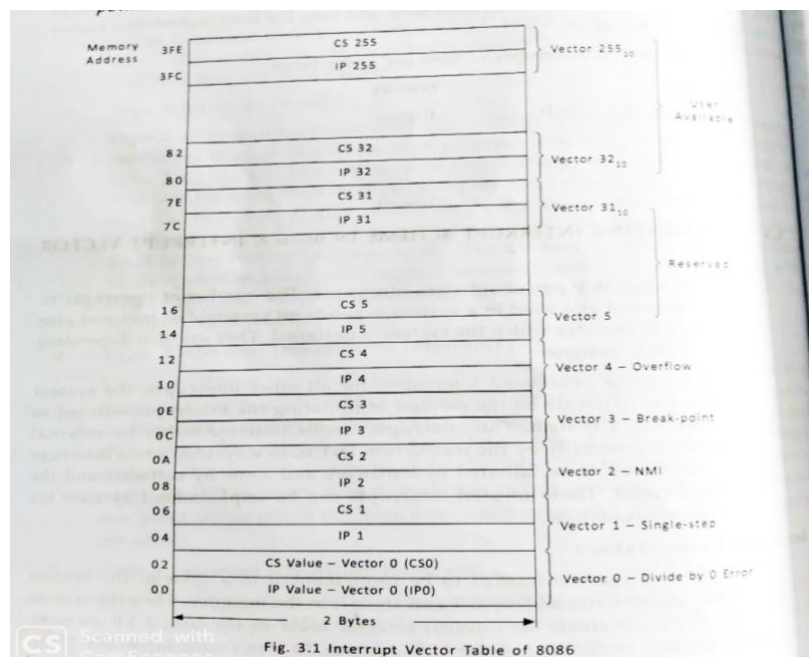 Memory Address
3FE CS 255
3FC IP 255
Vector 255₁₀
User Available
82 CS 32
80 IP 32
Vector 32₁₀
7E CS 31
7C IP 31
Vector 31₁₀
Reserved
16 CS 5
14 IP 5
Vector 5
12 CS 4
10 IP 4
Vector 4 – Overflow
0E CS 3
0C IP 3
Vector 3 – Break-point
0A CS 2
08 IP 2
Vector 2 – NMI
06 CS 1
04 IP 1
Vector 1 – Single-step
02 CS Value – Vector 0 (CS0)
00 IP Value – Vector 0 (IP0)
Vector 0 – Divide by 0 Error
2 Bytes
Fig. 3.1 Interrupt Vector Table of 8086
CS Scanned with
CamScanner